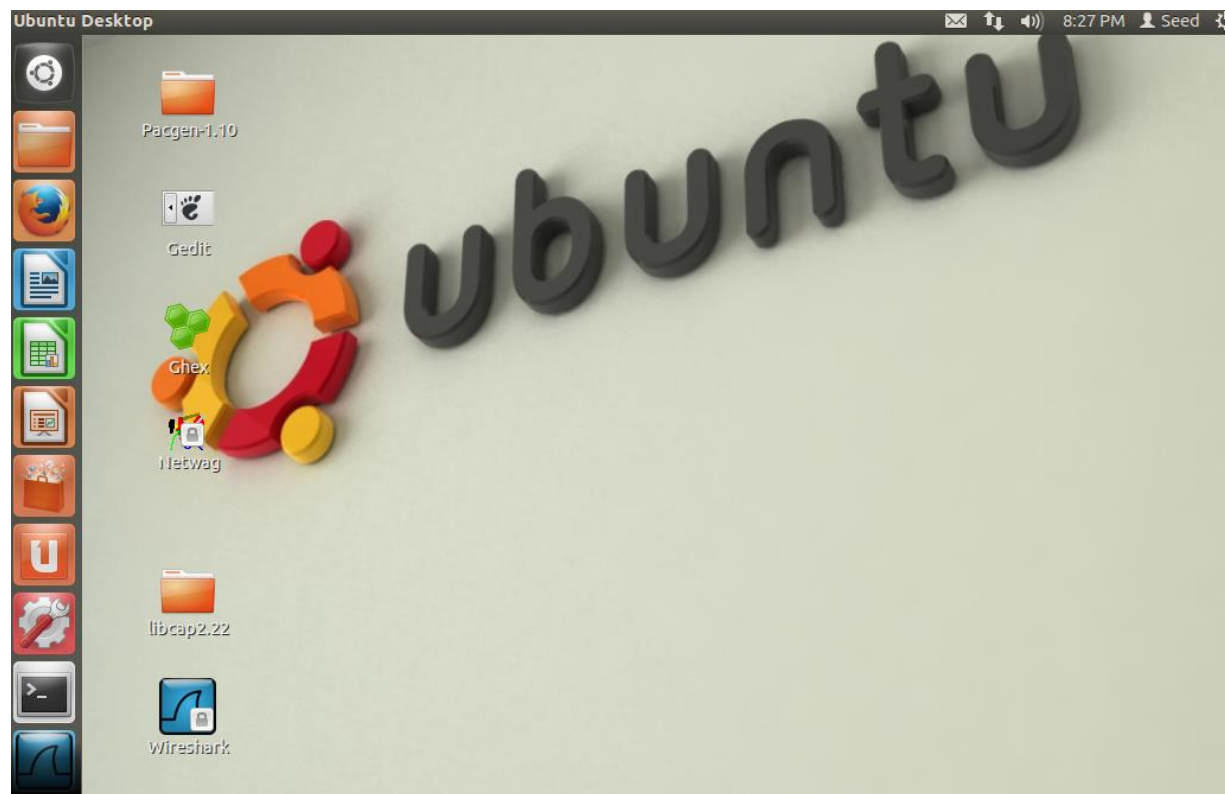 Ubuntu Desktop
8:27 PM Seed
Pacgen-1.10
Gedit
Ghex
Netwag
libcap2.22
Wireshark
ubuntu